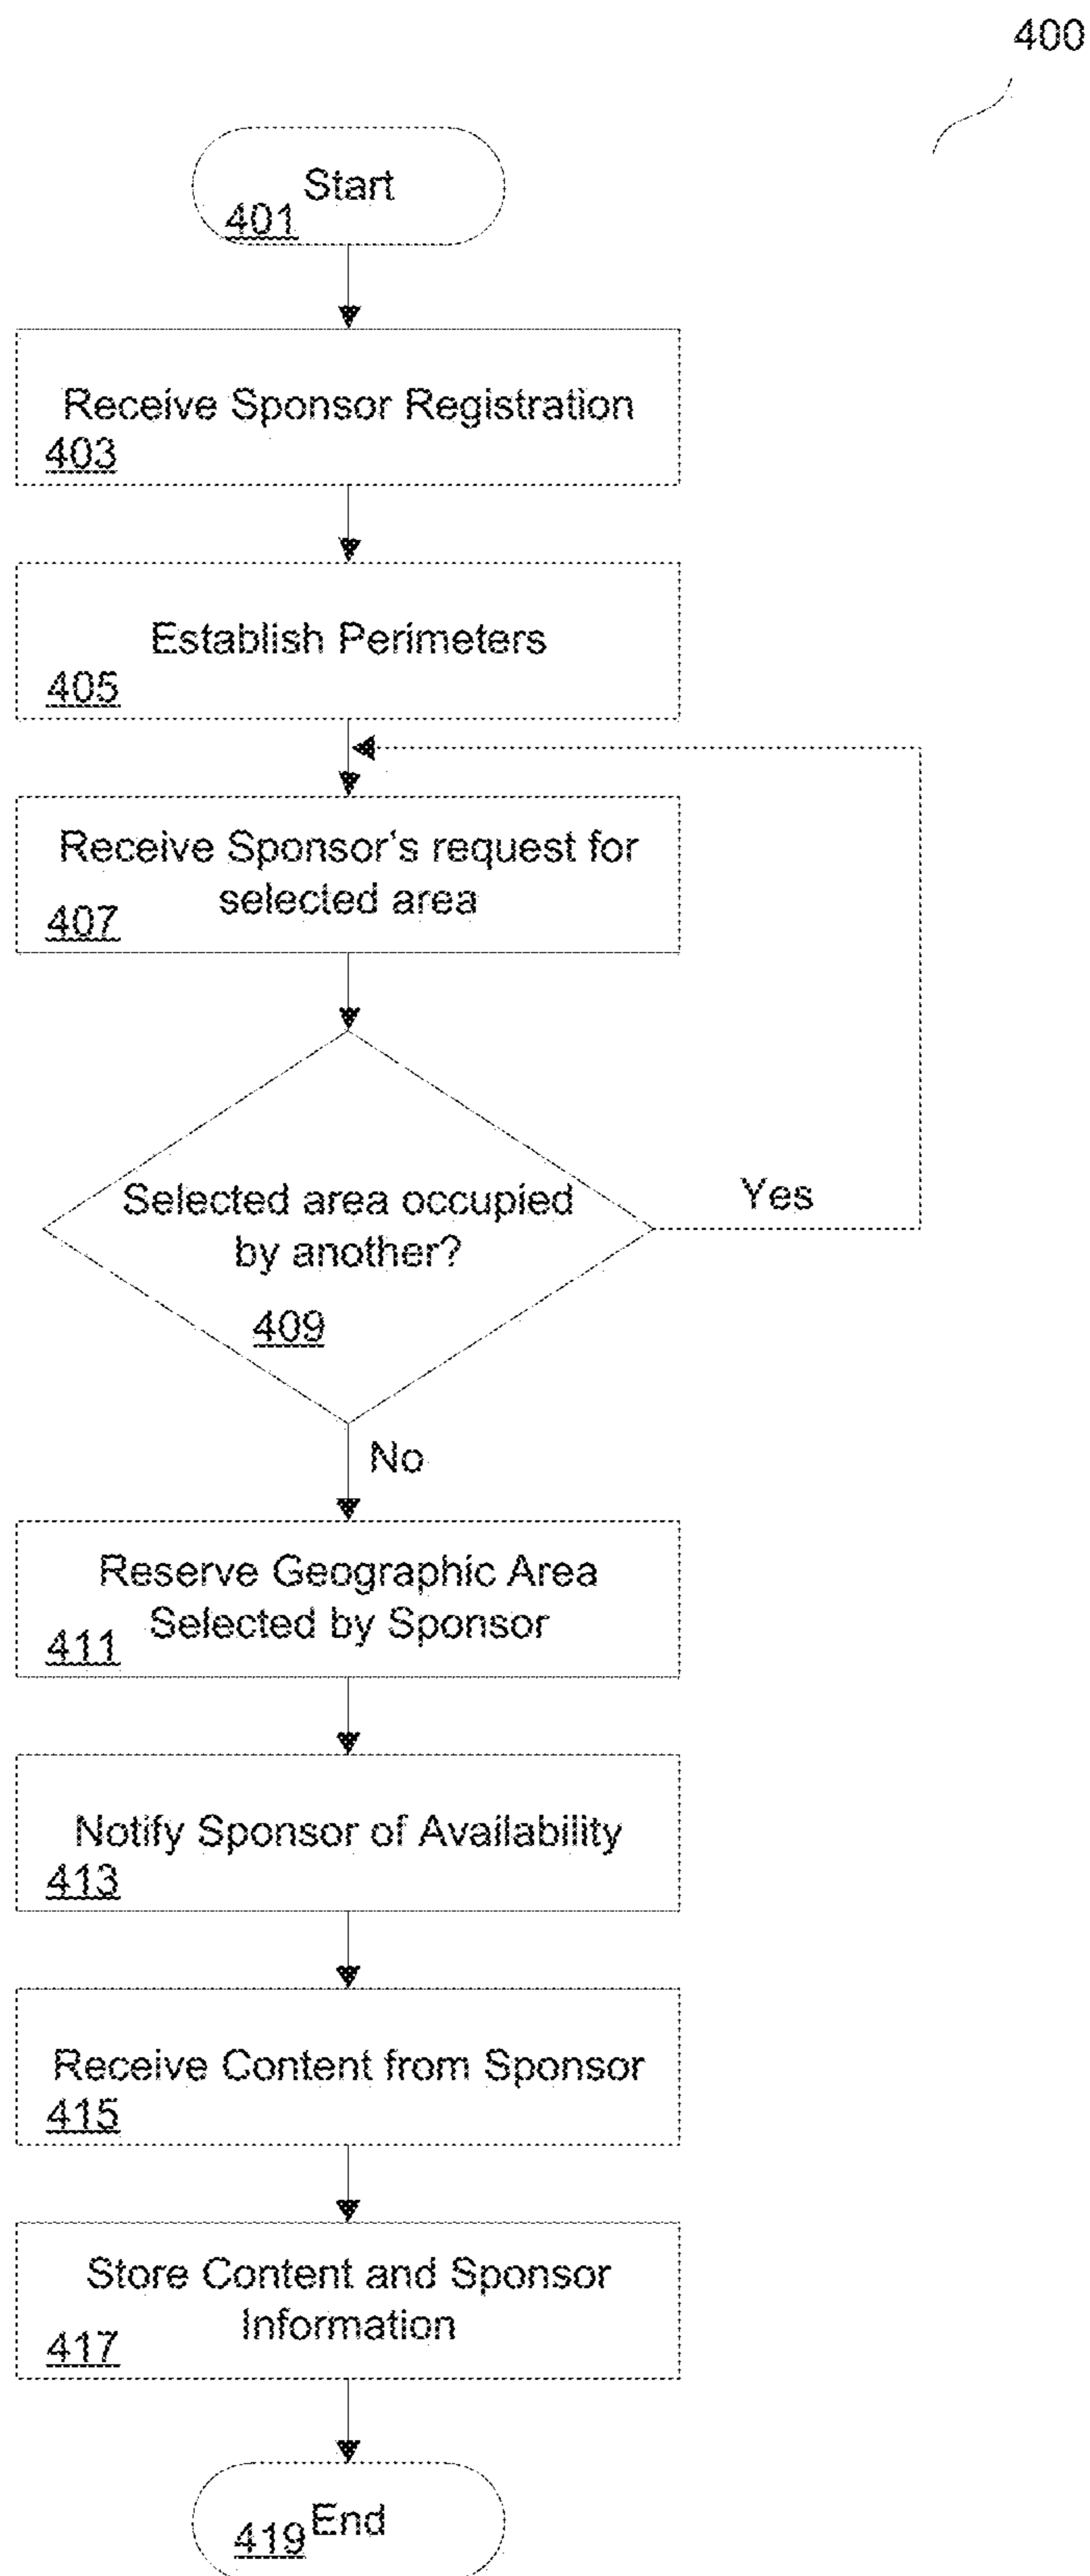 400
Start
401
Receive Sponsor Registration
403
Establish Perimeters
405
Receive Sponsor's request for
selected area
407
Selected area occupied
by another?
409
Yes
No
Reserve Geographic Area
Selected by Sponsor
411
Notify Sponsor of Availability
413
Receive Content from Sponsor
415
Store Content and Sponsor
Information
417
End
419